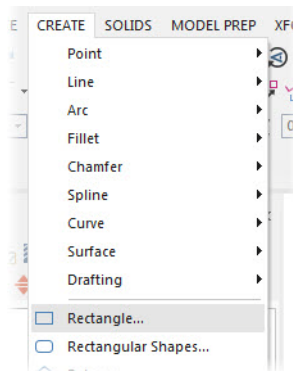 CREATE SOLIDS MODEL PREP
Point
Line
Arc
Fillet
Chamfer
Spline
Curve
Surface
Drafting
Rectangle...
Rectangular Shapes...